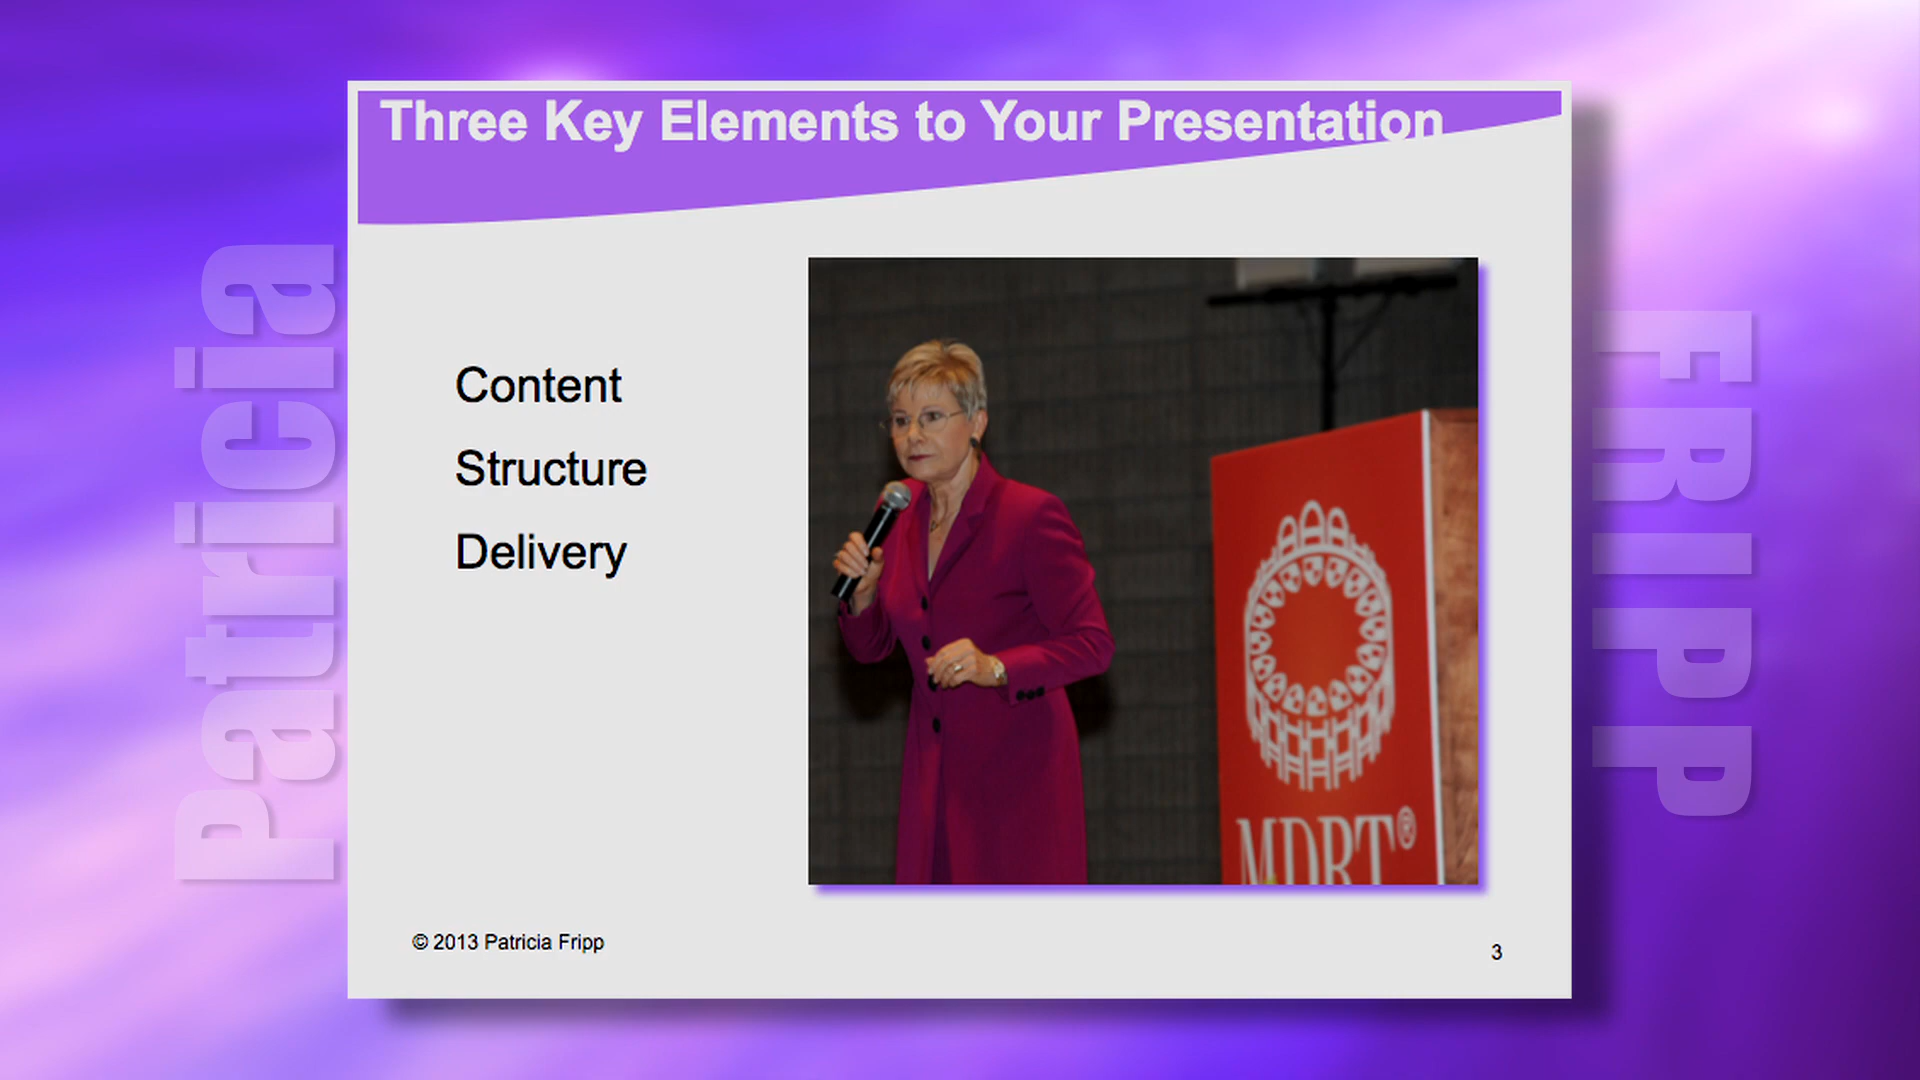 Three Key Elements to Your Presentation
Patricia
FRIPP
Content
Structure
Delivery
MDRT®
© 2013 Patricia Fripp
3